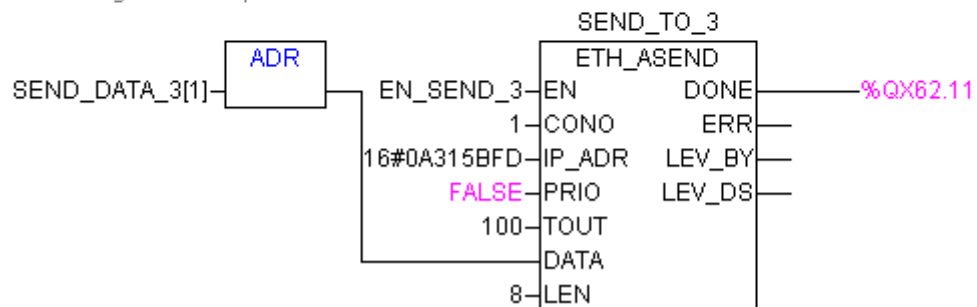 SEND_TO_3
ADR
ETH_ASEND
SEND_DATA_3[1]
EN_SEND_3 EN DONE %QX62.11
1 CONO ERR
16#0A315BFD IP_ADR LEV_BY
FALSE PRIO LEV_DS
100 TOUT
DATA
8 LEN